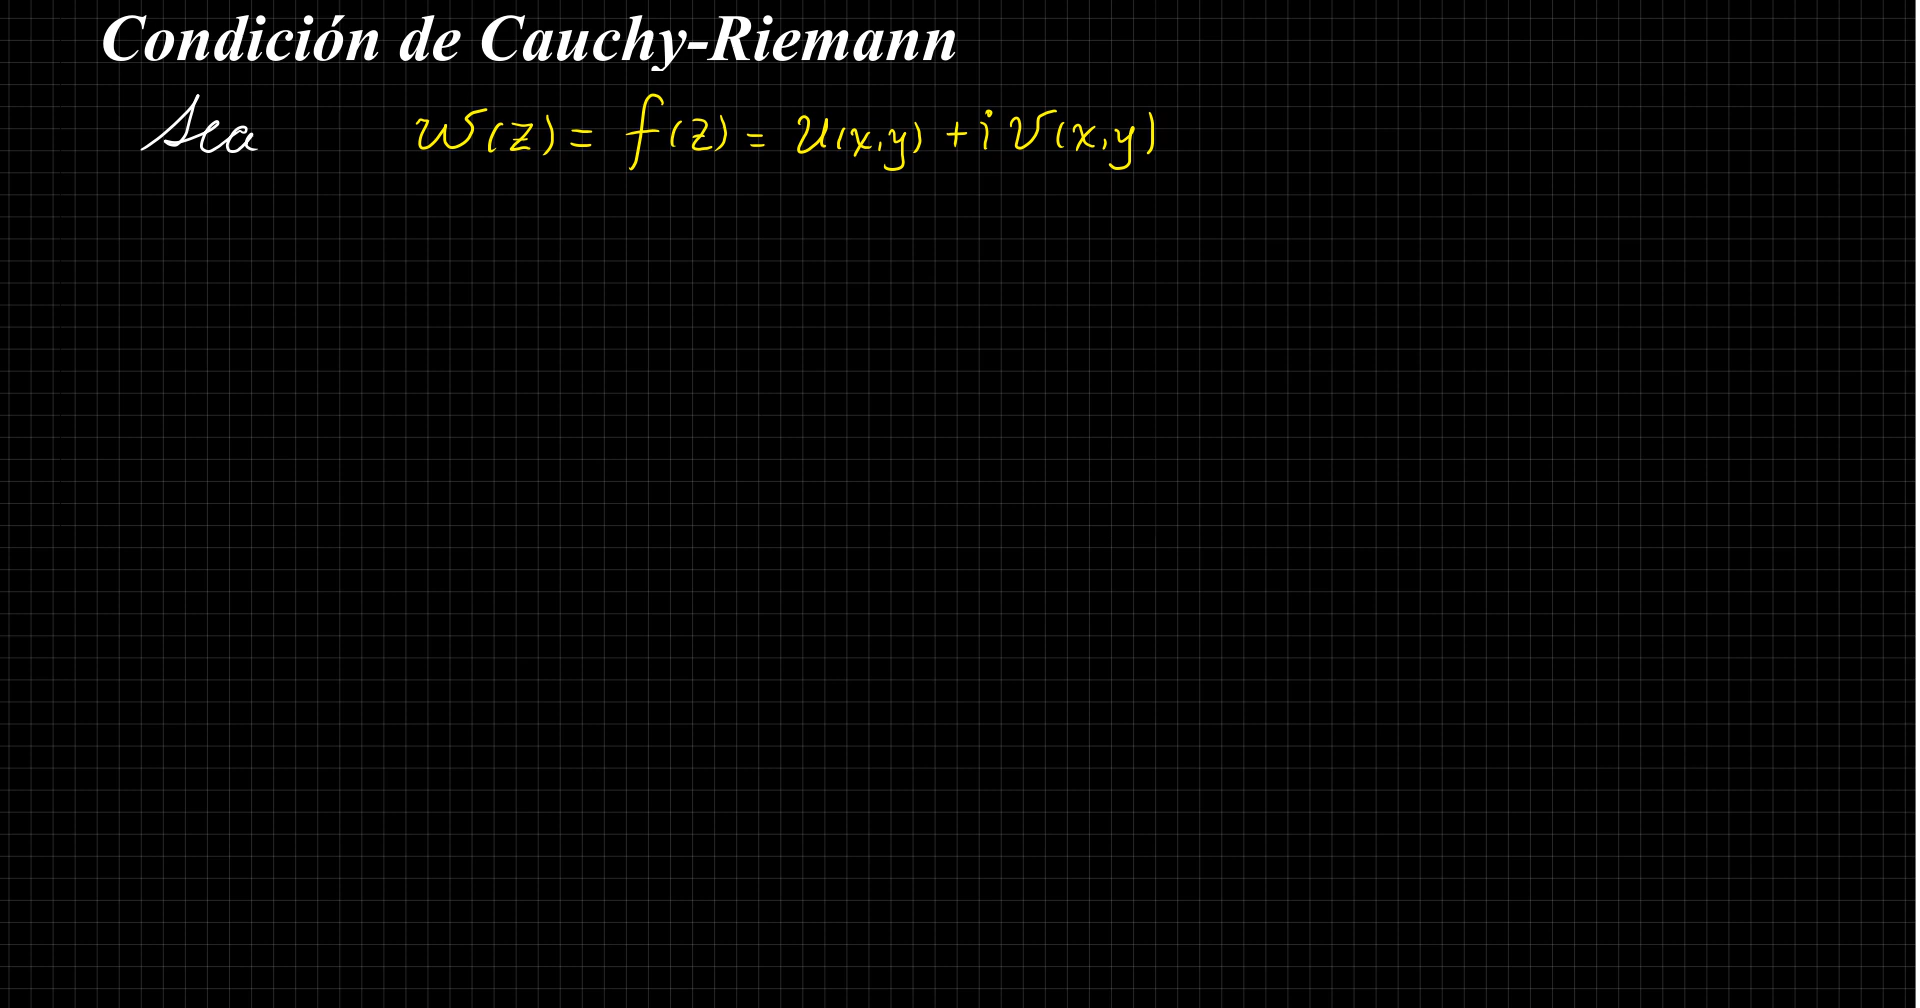 Condición de Cauchy-Riemann
Sea w(z) = f(z) = u(x,y) + i v(x,y)